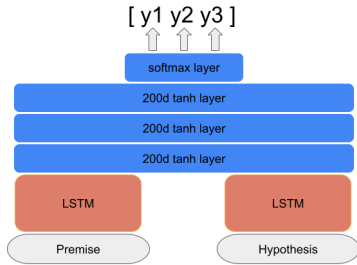 [ y1 y2 y3 ]
softmax layer
200d tanh layer
200d tanh layer
200d tanh layer
LSTM LSTM
Premise Hypothesis